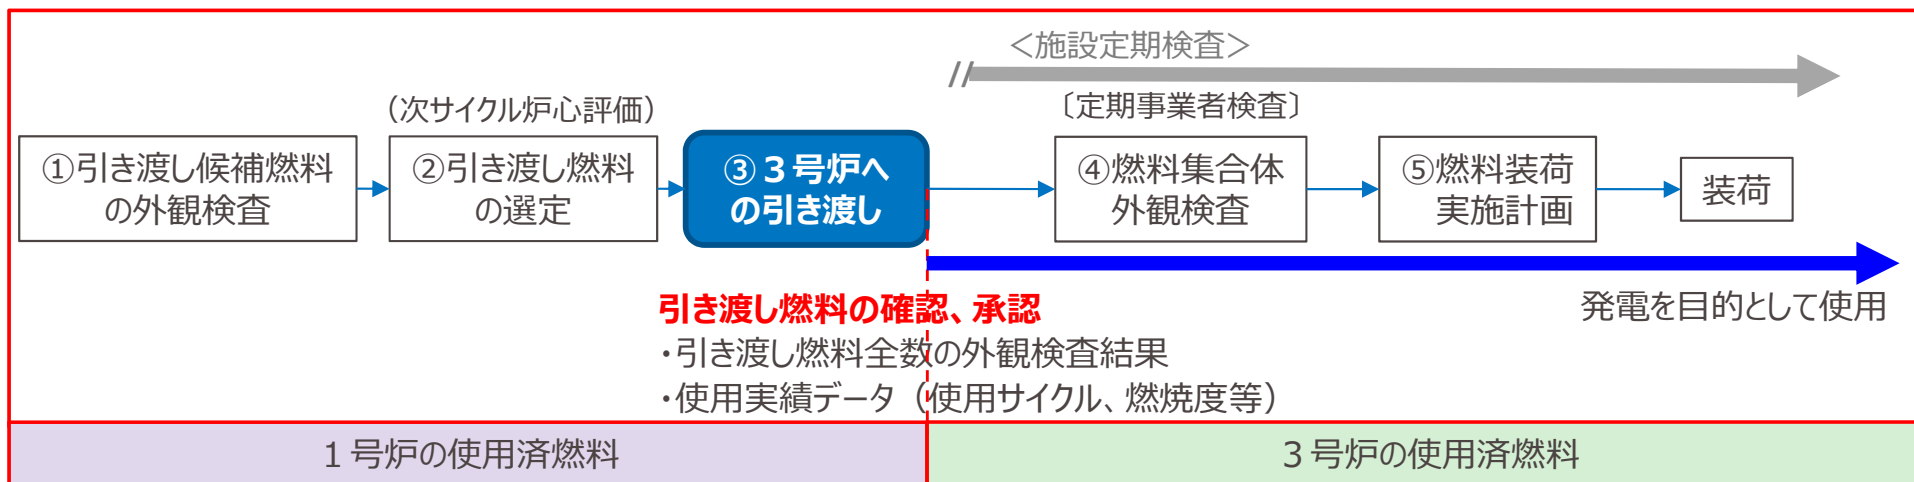 ＜施設定期検査＞
（次サイクル炉心評価）
〔定期事業者検査〕
①引き渡し候補燃料
の外観検査
②引き渡し燃料
の選定
③３号炉へ
の引き渡し
④燃料集合体
外観検査
⑤燃料装荷
実施計画
装荷
発電を目的として使用
引き渡し燃料の確認、承認
・引き渡し燃料全数の外観検査結果
・使用実績データ（使用サイクル、燃焼度等）
１号炉の使用済燃料
３号炉の使用済燃料